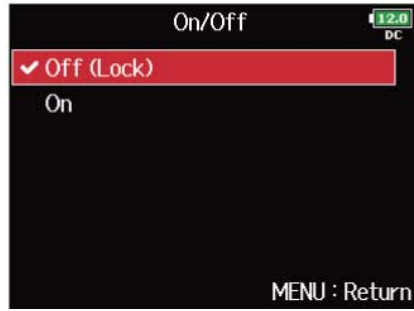 On/Off
12.0
DC
Off (Lock)
On
MENU : Return